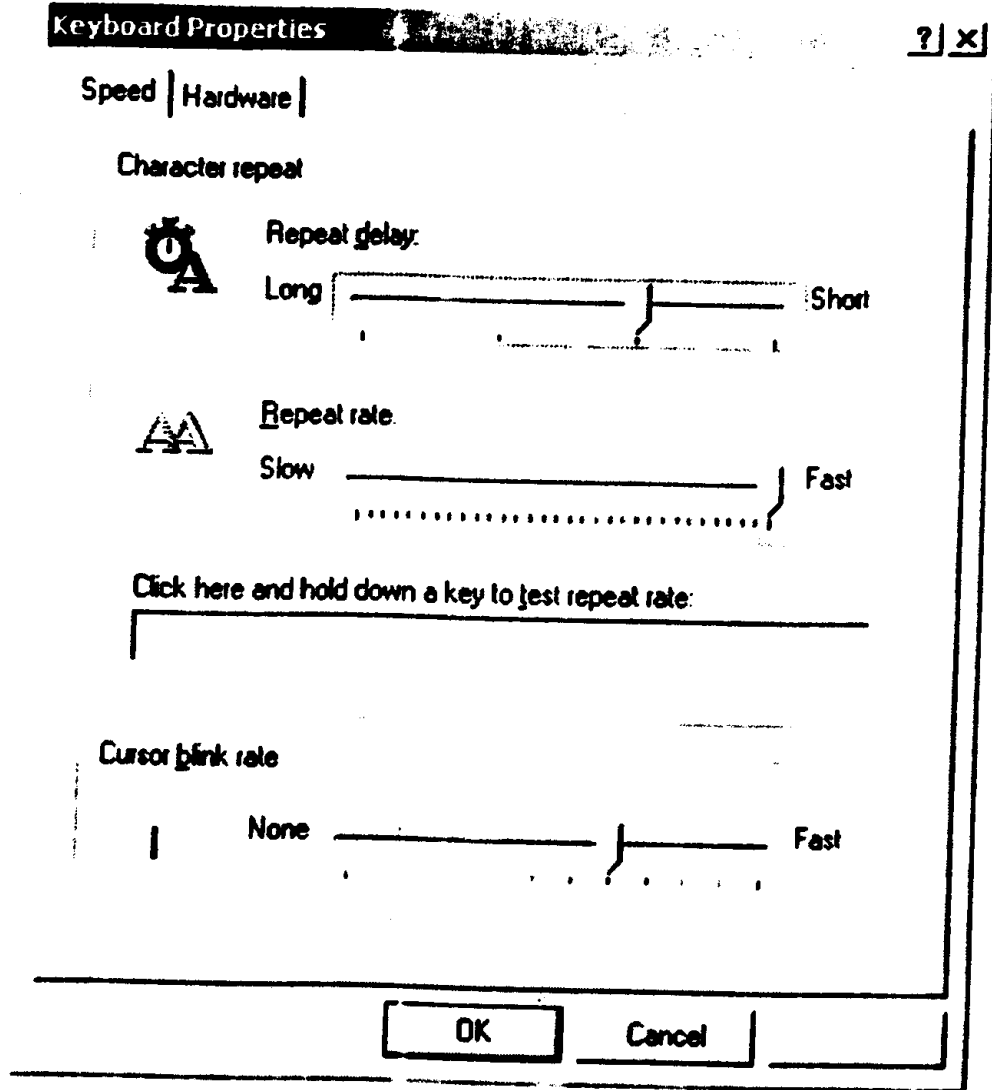 Keyboard Properties
? X
Speed Hardware
Character repeat
A
Repeat delay:
Long Short
AA
Repeat rate:
Slow Fast
Click here and hold down a key to test repeat rate:
Cursor blink rate
None Fast
OK Cancel